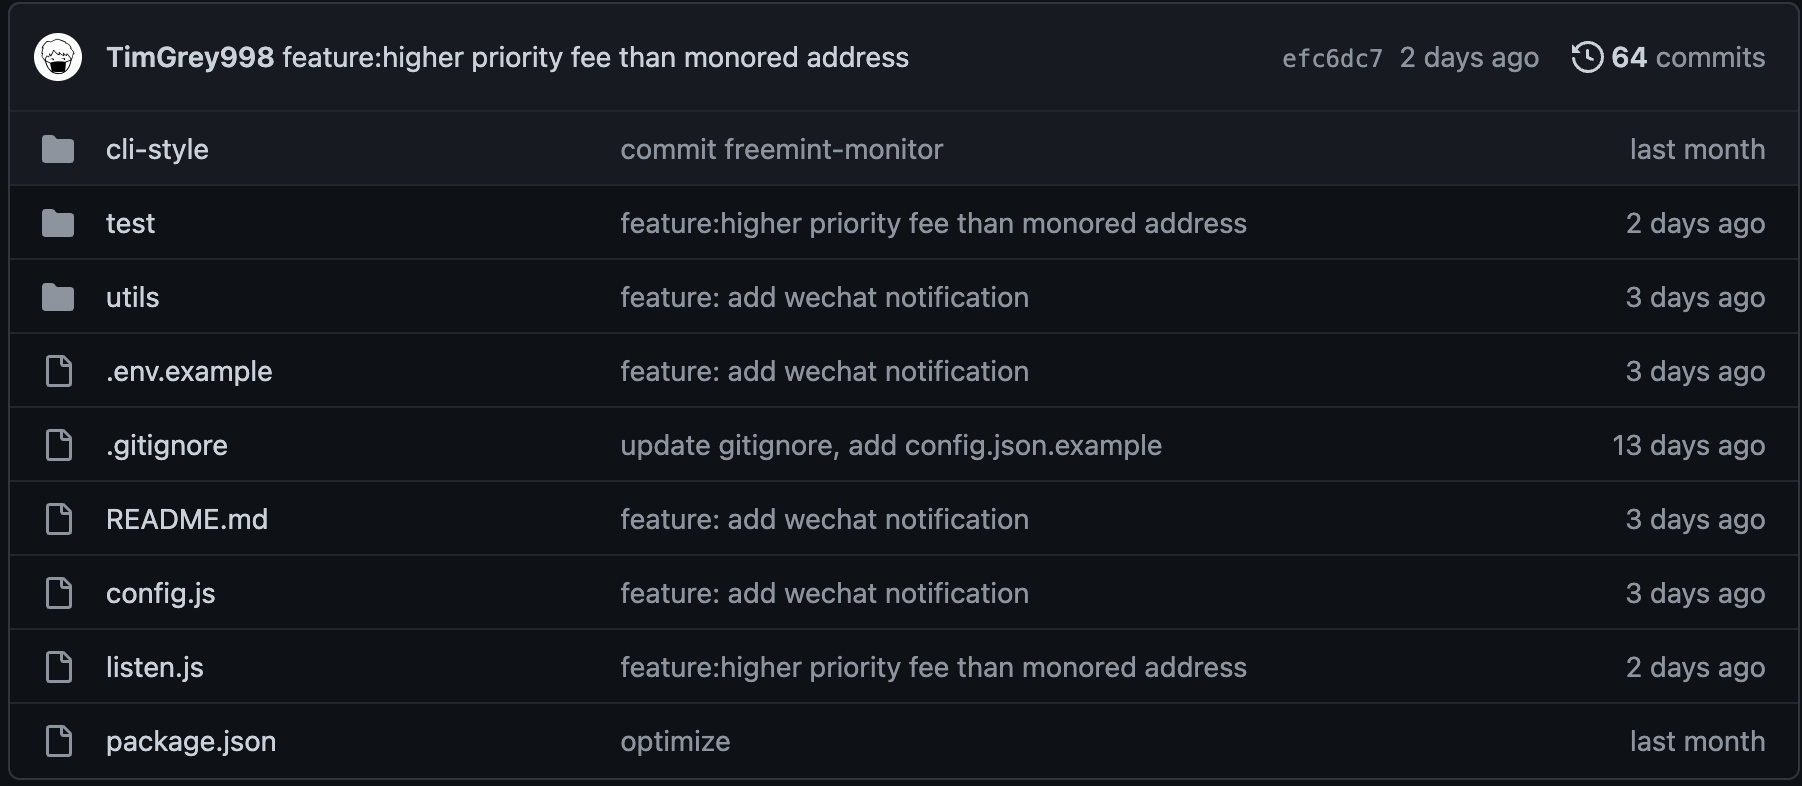 TimGrey998 feature:higher priority fee than monored address efc6dc7 2 days ago 64 commits
cli-style commit freemint-monitor last month
test feature:higher priority fee than monored address 2 days ago
utils feature: add wechat notification 3 days ago
.env.example feature: add wechat notification 3 days ago
.gitignore update gitignore, add config.json.example 13 days ago
README.md feature: add wechat notification 3 days ago
config.js feature: add wechat notification 3 days ago
listen.js feature:higher priority fee than monored address 2 days ago
package.json optimize last month